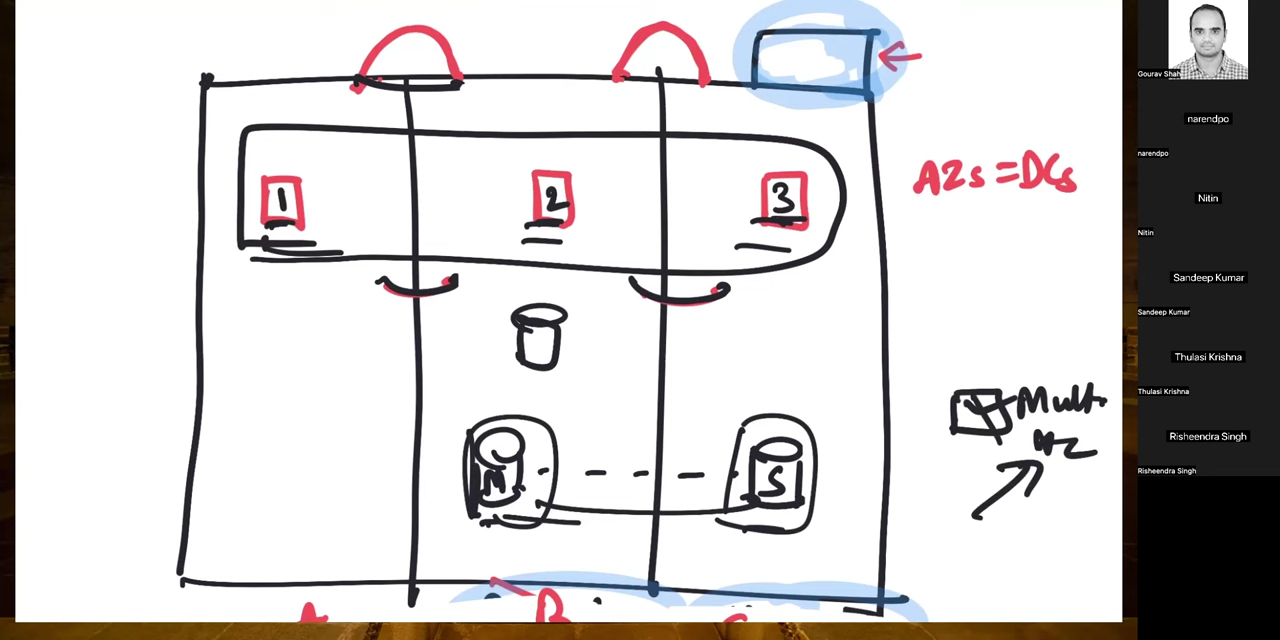 1
2
3
AZs = DCs
M
S
Multi
AZ
A
B
C
Gourav Shah
narendpo
narendpo
Nitin
Nitin
Sandeep Kumar
Sandeep Kumar
Thulasi Krishna
Thulasi Krishna
Risheendra Singh
Risheendra Singh